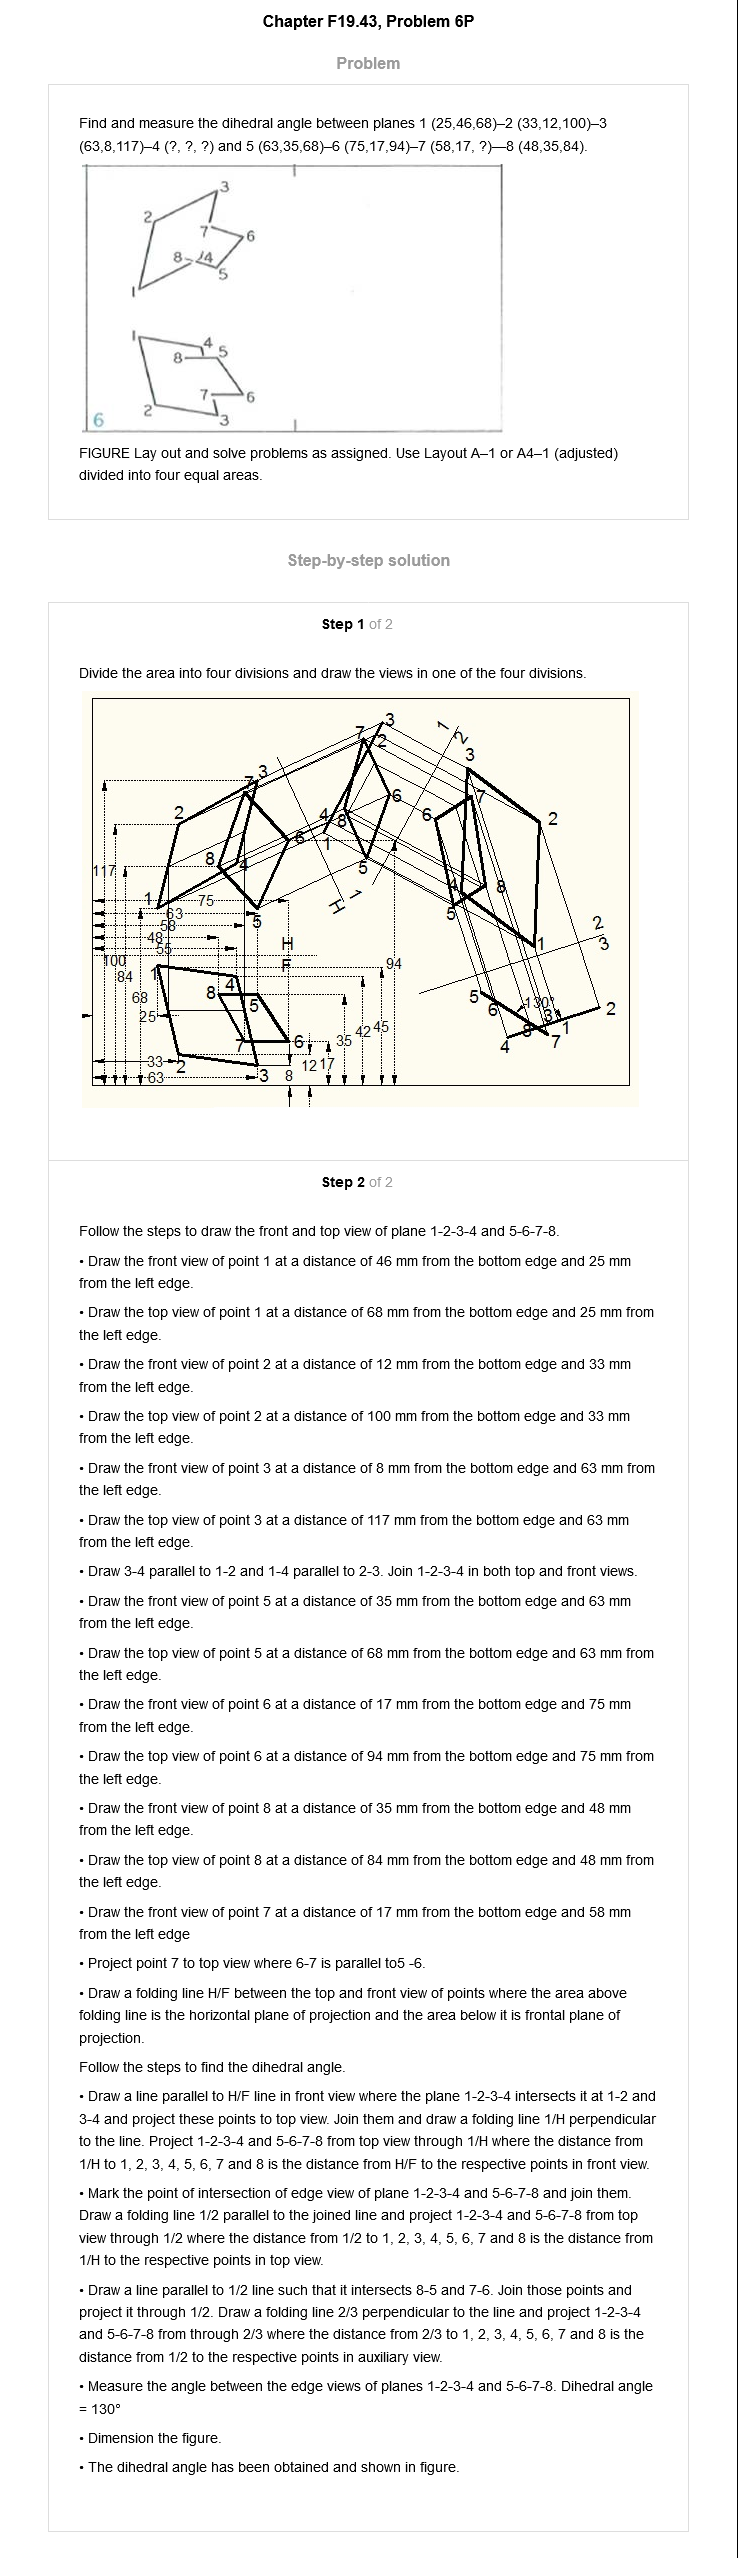 Chapter F19.43, Problem 6P
Problem
Find and measure the dihedral angle between planes 1 (25,46,68)–2 (33,12,100)–3
(63,8,117)–4 (?, ?, ?) and 5 (63,35,68)–6 (75,17,94)–7 (58,17, ?)—8 (48,35,84).
3
2
7
6
8
4
5
1
1
4
8
5
7
6
2
3
6
FIGURE Lay out and solve problems as assigned. Use Layout A–1 or A4–1 (adjusted)
divided into four equal areas.
Step-by-step solution
Step 1 of 2
Divide the area into four divisions and draw the views in one of the four divisions.
3
7
2
1
2
3
3
7
2
6
7
6
2
4
8
1
6
8
4
5
4
8
117
1
75
63
58
5
H
1
5
1
2
3
48
55
H
F
100
84
94
1
4
8
5
68
25
5
6
130°
3
1
2
8
7
4
7
6
35
42
45
33
2
63
3
8
12
17
Step 2 of 2
Follow the steps to draw the front and top view of plane 1-2-3-4 and 5-6-7-8.
• Draw the front view of point 1 at a distance of 46 mm from the bottom edge and 25 mm
from the left edge.
• Draw the top view of point 1 at a distance of 68 mm from the bottom edge and 25 mm from
the left edge.
• Draw the front view of point 2 at a distance of 12 mm from the bottom edge and 33 mm
from the left edge.
• Draw the top view of point 2 at a distance of 100 mm from the bottom edge and 33 mm
from the left edge.
• Draw the front view of point 3 at a distance of 8 mm from the bottom edge and 63 mm from
the left edge.
• Draw the top view of point 3 at a distance of 117 mm from the bottom edge and 63 mm
from the left edge.
• Draw 3-4 parallel to 1-2 and 1-4 parallel to 2-3. Join 1-2-3-4 in both top and front views.
• Draw the front view of point 5 at a distance of 35 mm from the bottom edge and 63 mm
from the left edge.
• Draw the top view of point 5 at a distance of 68 mm from the bottom edge and 63 mm from
the left edge.
• Draw the front view of point 6 at a distance of 17 mm from the bottom edge and 75 mm
from the left edge.
• Draw the top view of point 6 at a distance of 94 mm from the bottom edge and 75 mm from
the left edge.
• Draw the front view of point 8 at a distance of 35 mm from the bottom edge and 48 mm
from the left edge.
• Draw the top view of point 8 at a distance of 84 mm from the bottom edge and 48 mm from
the left edge.
• Draw the front view of point 7 at a distance of 17 mm from the bottom edge and 58 mm
from the left edge
• Project point 7 to top view where 6-7 is parallel to5 -6.
• Draw a folding line H/F between the top and front view of points where the area above
folding line is the horizontal plane of projection and the area below it is frontal plane of
projection.
Follow the steps to find the dihedral angle.
• Draw a line parallel to H/F line in front view where the plane 1-2-3-4 intersects it at 1-2 and
3-4 and project these points to top view. Join them and draw a folding line 1/H perpendicular
to the line. Project 1-2-3-4 and 5-6-7-8 from top view through 1/H where the distance from
1/H to 1, 2, 3, 4, 5, 6, 7 and 8 is the distance from H/F to the respective points in front view.
• Mark the point of intersection of edge view of plane 1-2-3-4 and 5-6-7-8 and join them.
Draw a folding line 1/2 parallel to the joined line and project 1-2-3-4 and 5-6-7-8 from top
view through 1/2 where the distance from 1/2 to 1, 2, 3, 4, 5, 6, 7 and 8 is the distance from
1/H to the respective points in top view.
• Draw a line parallel to 1/2 line such that it intersects 8-5 and 7-6. Join those points and
project it through 1/2. Draw a folding line 2/3 perpendicular to the line and project 1-2-3-4
and 5-6-7-8 from through 2/3 where the distance from 2/3 to 1, 2, 3, 4, 5, 6, 7 and 8 is the
distance from 1/2 to the respective points in auxiliary view.
• Measure the angle between the edge views of planes 1-2-3-4 and 5-6-7-8. Dihedral angle
= 130°
• Dimension the figure.
• The dihedral angle has been obtained and shown in figure.